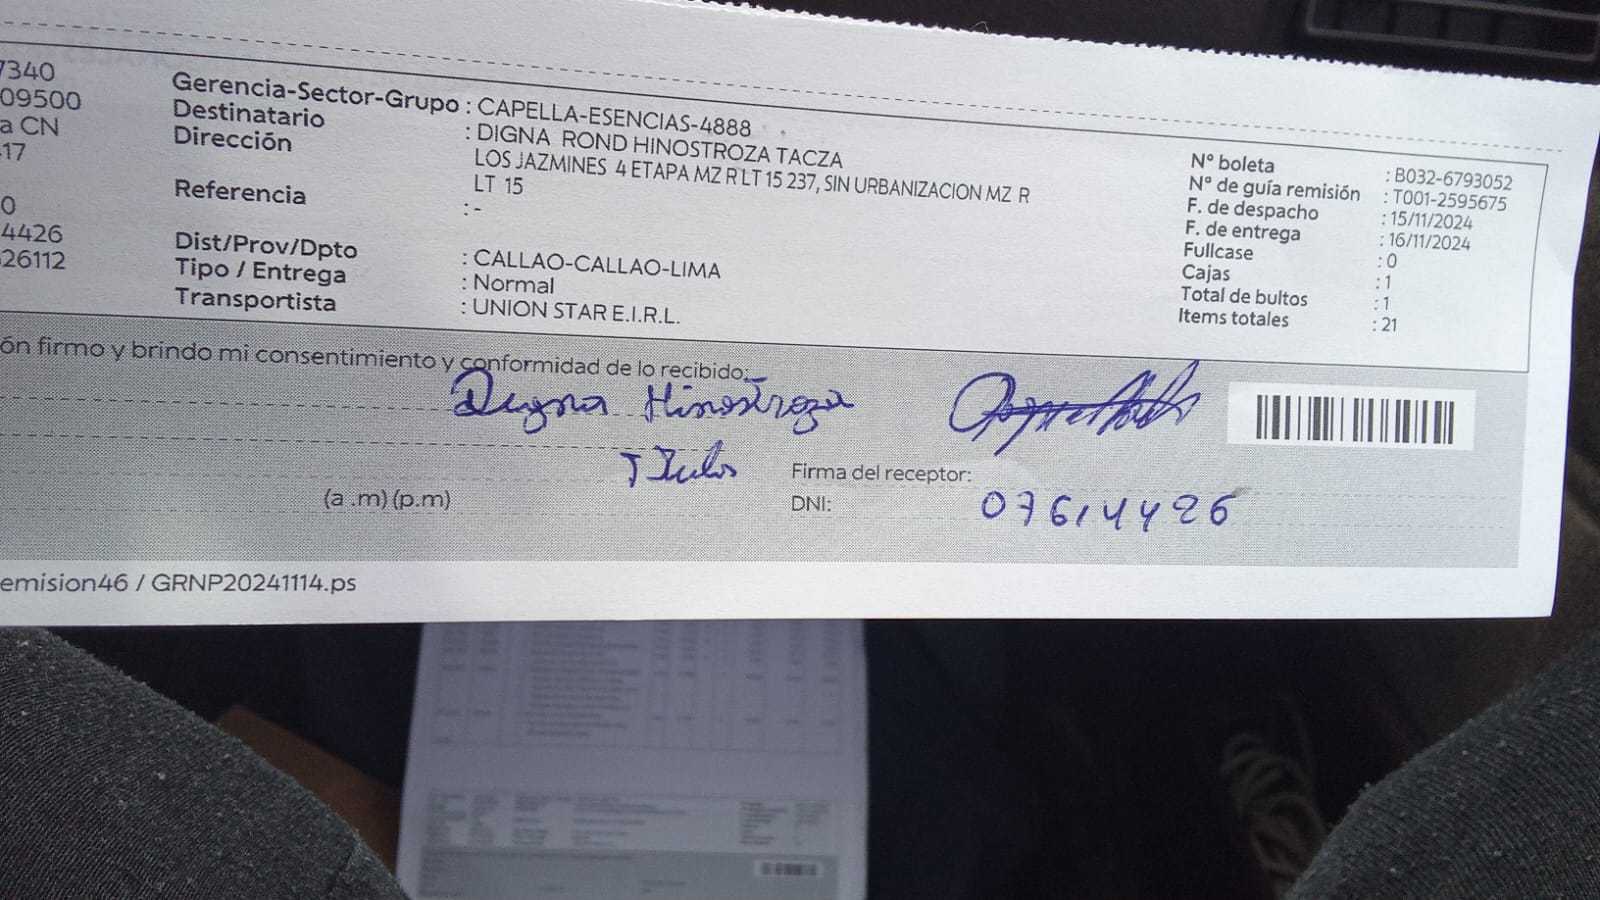 7340
09500
a CN
417
0
4426
26112
Gerencia-Sector-Grupo : CAPELLA-ESENCIAS-4888
Destinatario : DIGNA ROND HINOSTROZA TACZA
Dirección : LOS JAZMINES 4 ETAPA MZ R LT 15 237, SIN URBANIZACION MZ R
LT 15
Referencia : -
Dist/Prov/Dpto : CALLAO-CALLAO-LIMA
Tipo / Entrega : Normal
Transportista : UNION STAR E.I.R.L.
N° boleta : B032-6793052
N° de guía remisión : T001-2595675
F. de despacho : 15/11/2024
F. de entrega : 16/11/2024
Fullcase : 0
Cajas : 1
Total de bultos : 1
Items totales : 21
ón firmo y brindo mi consentimiento y conformidad de lo recibido:
Digna Hinostroza
Firma del receptor:
(a .m) (p.m)
DNI: 07614426
emision46 / GRNP20241114.ps